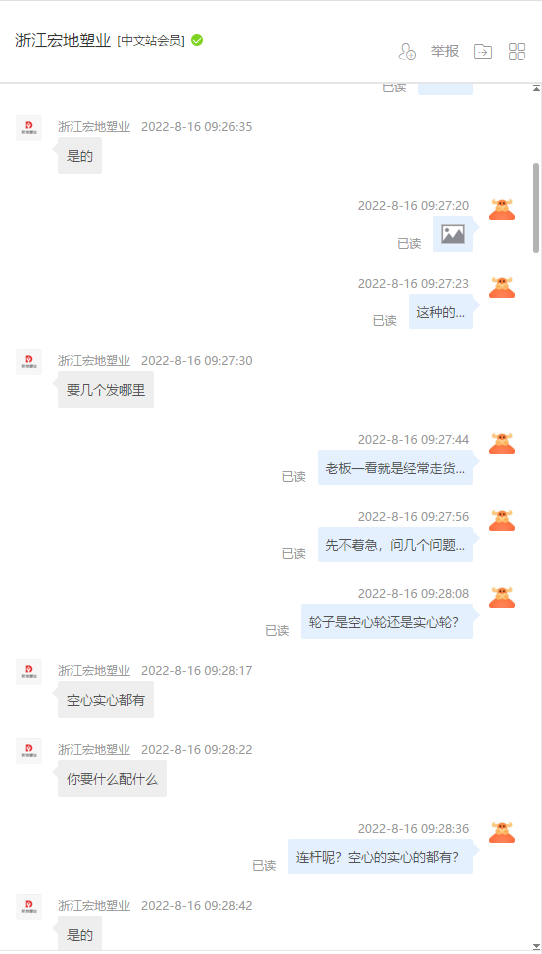 浙江宏地塑业 [中文站会员]
举报
已读
浙江宏地塑业 2022-8-16 09:26:35
是的
2022-8-16 09:27:20
已读
2022-8-16 09:27:23
这种的...
已读
浙江宏地塑业 2022-8-16 09:27:30
要几个发哪里
2022-8-16 09:27:44
老板一看就是经常走货...
已读
2022-8-16 09:27:56
先不着急，问几个问题...
已读
2022-8-16 09:28:08
轮子是空心轮还是实心轮？
已读
浙江宏地塑业 2022-8-16 09:28:17
空心实心都有
浙江宏地塑业 2022-8-16 09:28:22
你要什么配什么
2022-8-16 09:28:36
连杆呢？空心的实心的都有？
已读
浙江宏地塑业 2022-8-16 09:28:42
是的